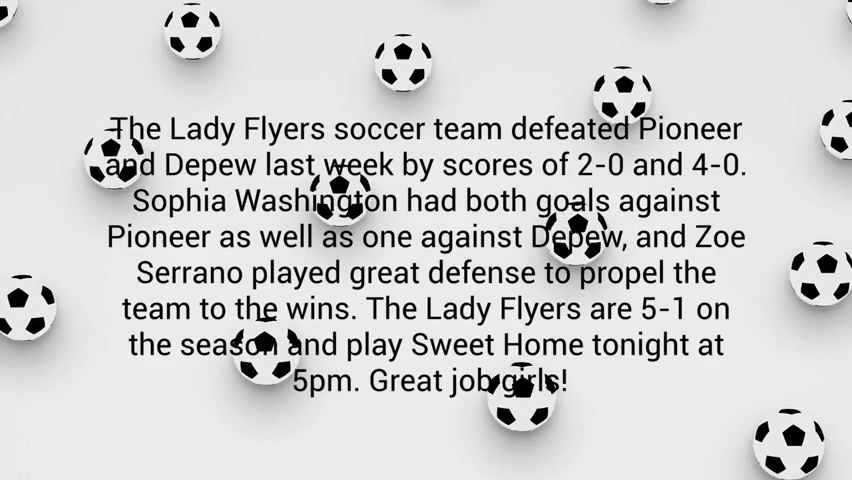 The Lady Flyers soccer team defeated Pioneer
and Depew last week by scores of 2-0 and 4-0.
Sophia Washington had both goals against
Pioneer as well as one against Depew, and Zoe
Serrano played great defense to propel the
team to the wins. The Lady Flyers are 5-1 on
the season and play Sweet Home tonight at
5pm. Great job girls!